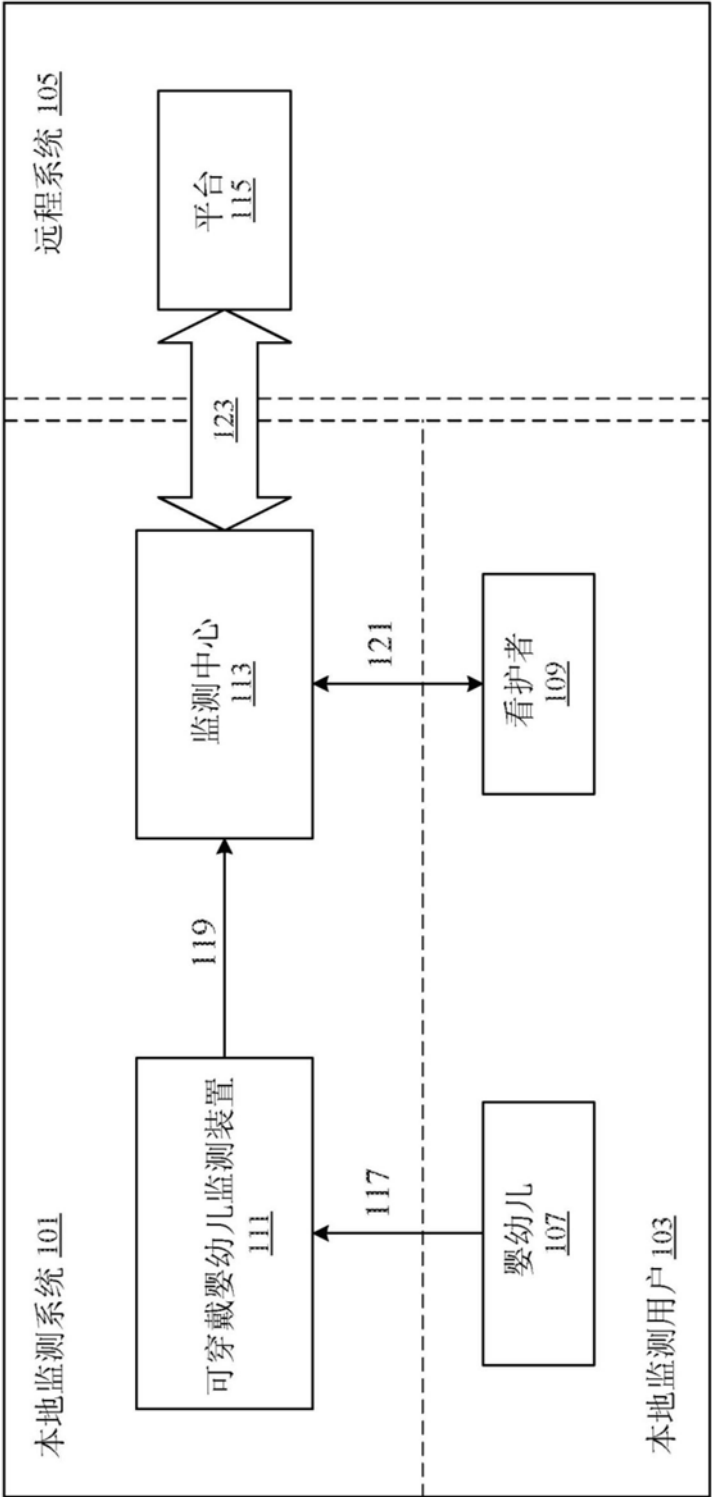 本地监测系统 101
远程系统 105
可穿戴婴幼儿监测装置
111
119
监测中心
113
123
平台
115
117
121
婴幼儿
107
看护者
109
本地监测用户 103